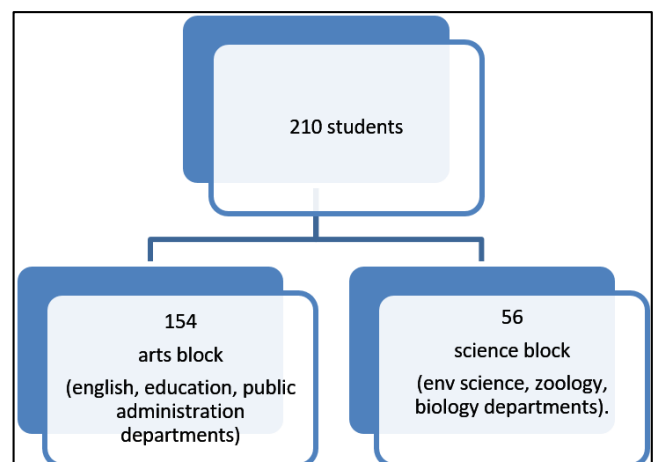 210 students
154
arts block
(english, education, public
administration
departments)
56
science block
(env science, zoology,
biology departments).